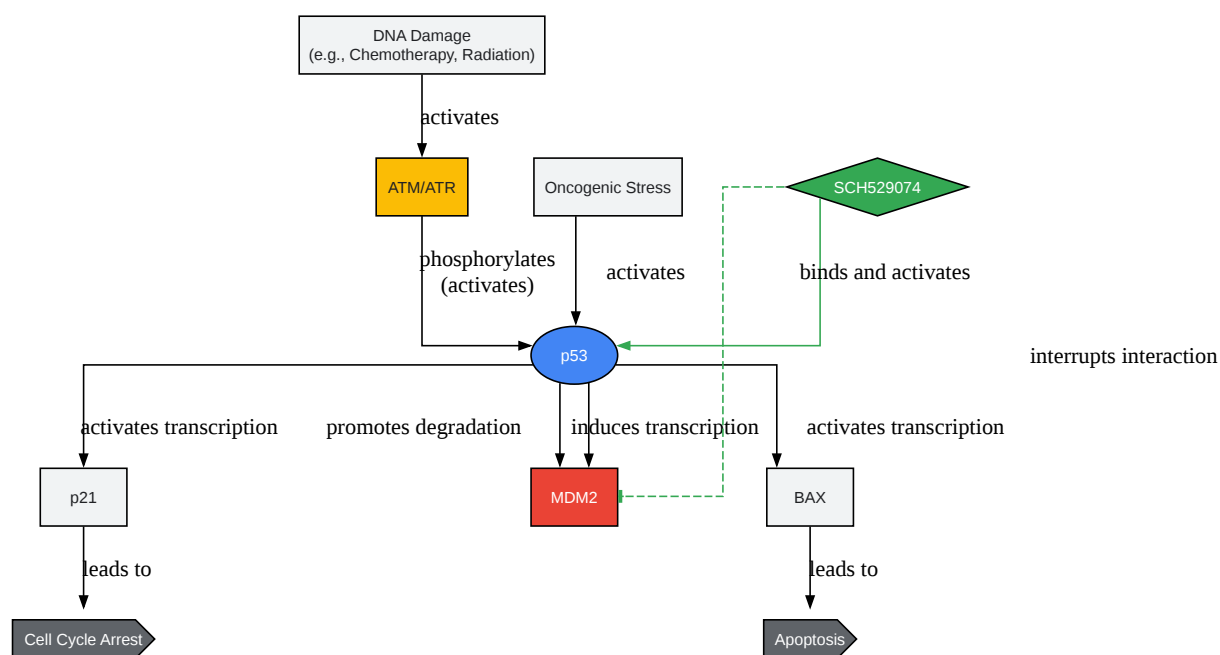 DNA Damage
(e.g., Chemotherapy, Radiation)
activates
ATM/ATR
Oncogenic Stress
SCH529074
phosphorylates
(activates)
activates
binds and activates
p53
interrupts interaction
activates transcription
promotes degradation
induces transcription
activates transcription
p21
MDM2
BAX
leads to
leads to
Cell Cycle Arrest
Apoptosis